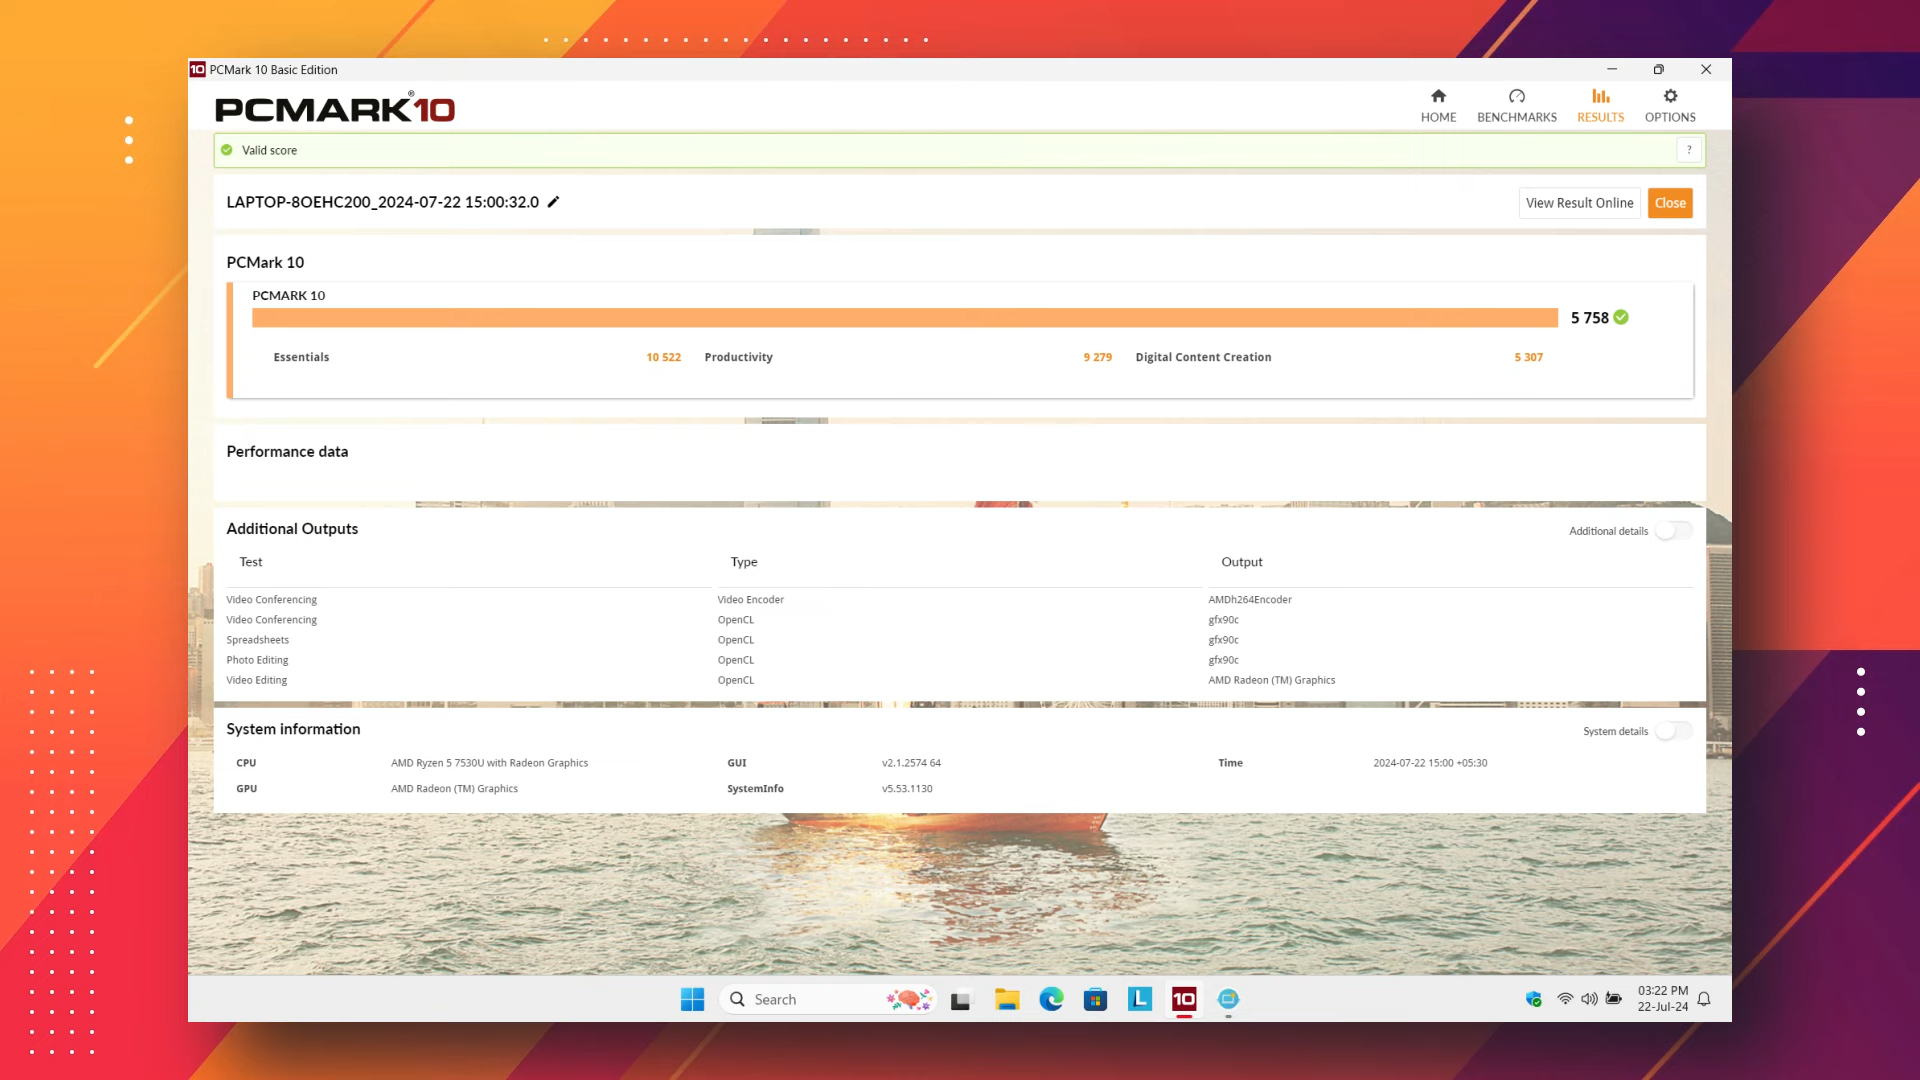 10 PCMark 10 Basic Edition
PCMARK®10
HOME BENCHMARKS RESULTS OPTIONS
Valid score ?
LAPTOP-8OEHC200_2024-07-22 15:00:32.0 View Result Online Close
PCMark 10
PCMARK 10
5 758
Essentials 10 522 Productivity 9 279 Digital Content Creation 5 307
Performance data
Additional Outputs Additional details
Test Type Output
Video Conferencing Video Encoder AMDh264Encoder
Video Conferencing OpenCL gfx90c
Spreadsheets OpenCL gfx90c
Photo Editing OpenCL gfx90c
Video Editing OpenCL AMD Radeon (TM) Graphics
System information System details
CPU AMD Ryzen 5 7530U with Radeon Graphics GUI v2.1.2574 64 Time 2024-07-22 15:00 +05:30
GPU AMD Radeon (TM) Graphics SystemInfo v5.53.1130
Search L 10 03:22 PM
22-Jul-24